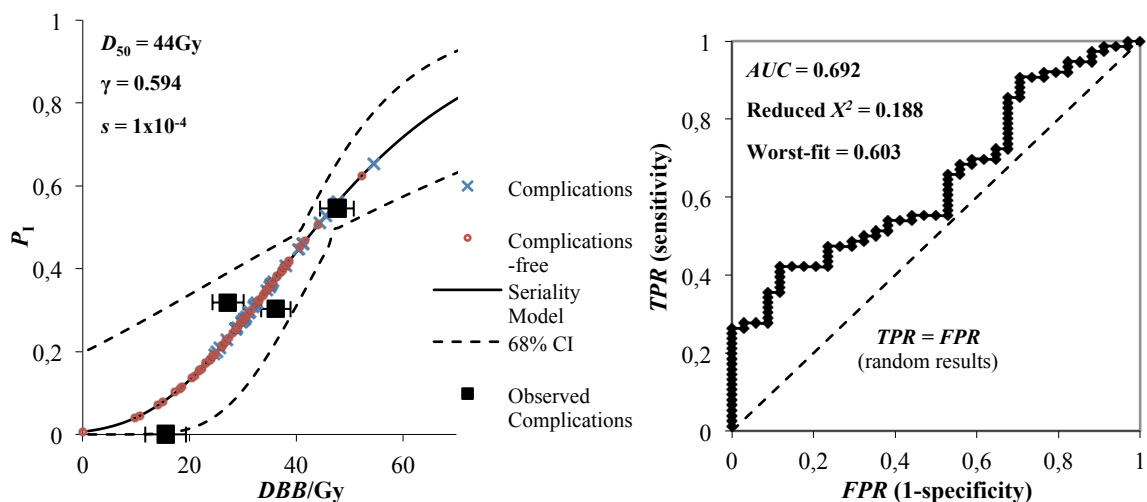 D₅₀ = 44Gy
γ = 0.594
s = 1x10⁻⁴
1
0,8
0,6
0,4
0,2
0
P_I
0
20
40
60
DBB/Gy
Complications
Complications
-free
Seriality
Model
68% CI
Observed
Complications
AUC = 0.692
Reduced X² = 0.188
Worst-fit = 0.603
TPR = FPR
(random results)
1
0,8
0,6
0,4
0,2
0
TPR (sensitivity)
0
0,2
0,4
0,6
0,8
1
FPR (1-specificity)